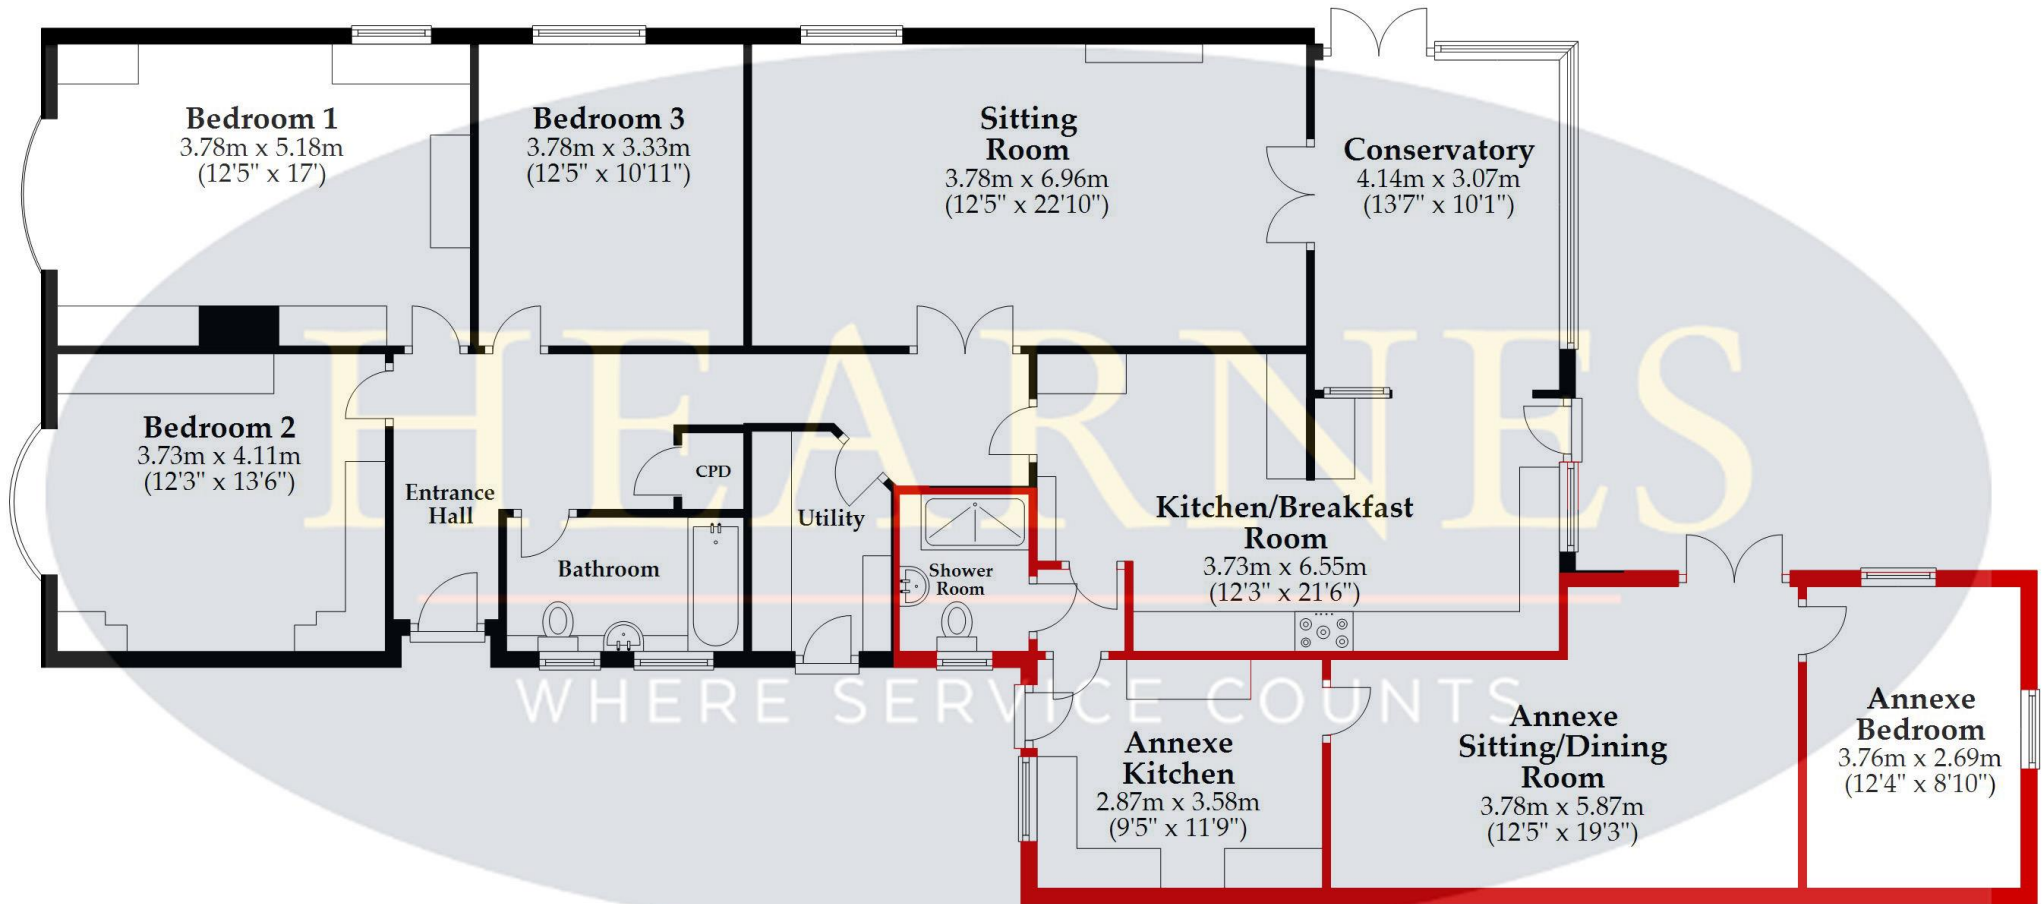 Bedroom 1
3.78m x 5.18m
(12'5" x 17')
Bedroom 3
3.78m x 3.33m
(12'5" x 10'11")
Sitting
Room
3.78m x 6.96m
(12'5" x 22'10")
Conservatory
4.14m x 3.07m
(13'7" x 10'1")
HEARNES
Bedroom 2
3.73m x 4.11m
(12'3" x 13'6")
Entrance
Hall
CPD
Utility
Bathroom
Shower
Room
Kitchen/Breakfast
Room
3.73m x 6.55m
(12'3" x 21'6")
WHERE SERVICE COUNTS
Annexe
Kitchen
2.87m x 3.58m
(9'5" x 11'9")
Annexe
Sitting/Dining
Room
3.78m x 5.87m
(12'5" x 19'3")
Annexe
Bedroom
3.76m x 2.69m
(12'4" x 8'10")